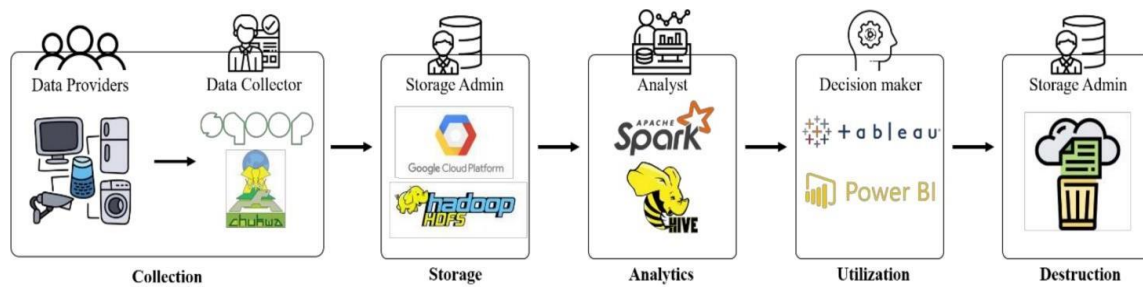 Data Providers
Data Collector
sqoop
chukwa
Collection
Storage Admin
Google Cloud Platform
hadoop
HDFS
Storage
Analyst
APACHE
Spark
HIVE
Analytics
Decision maker
+ableau
Power BI
Utilization
Storage Admin
Destruction